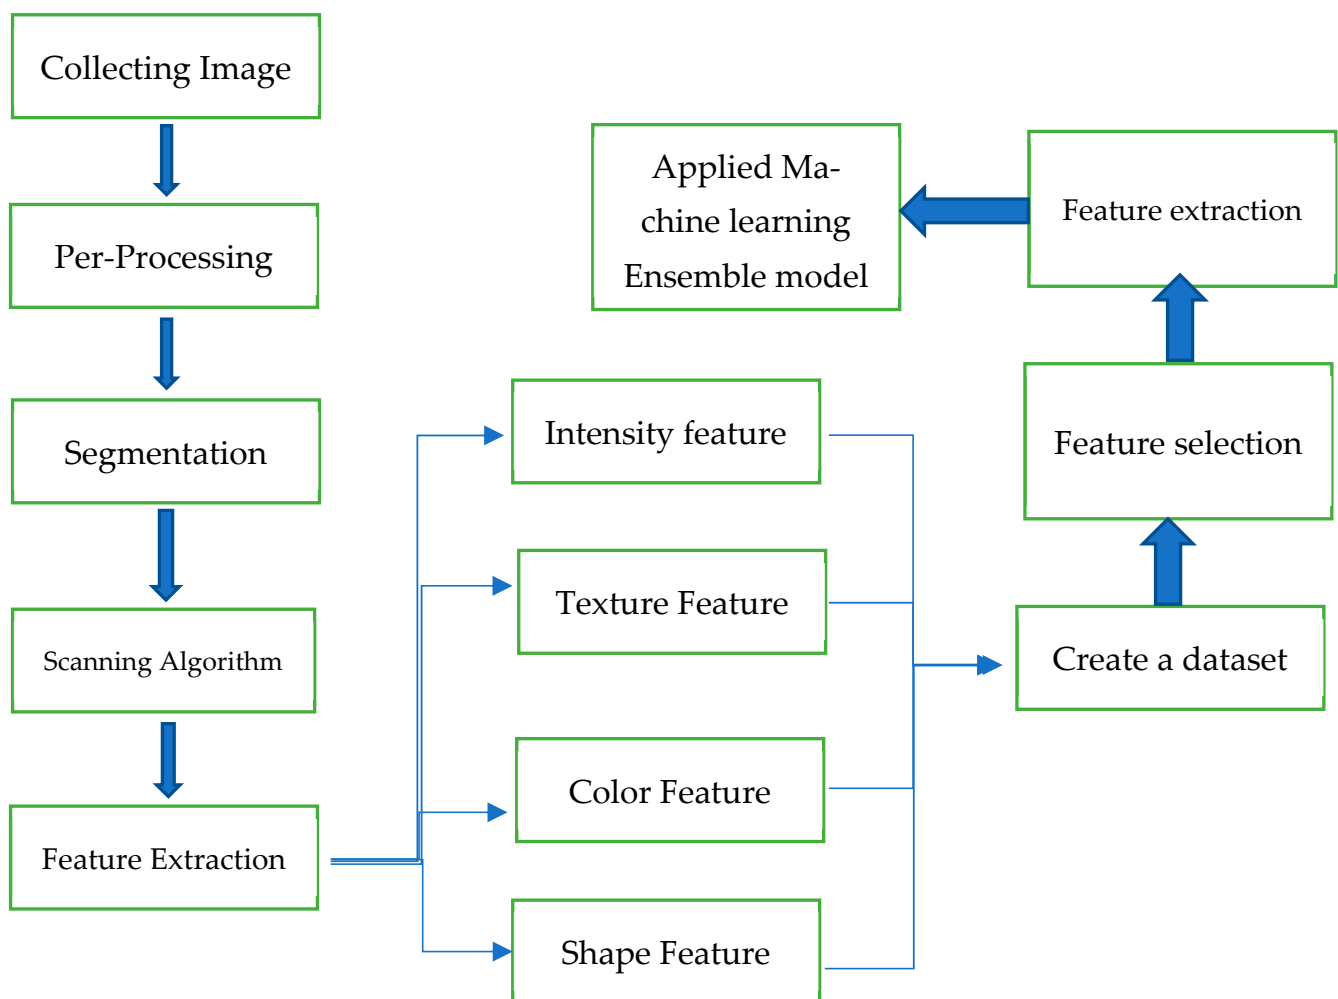 Collecting Image
Per-Processing
Segmentation
Scanning Algorithm
Feature Extraction
Intensity feature
Texture Feature
Color Feature
Shape Feature
Create a dataset
Feature selection
Feature extraction
Applied Ma-
chine learning
Ensemble model